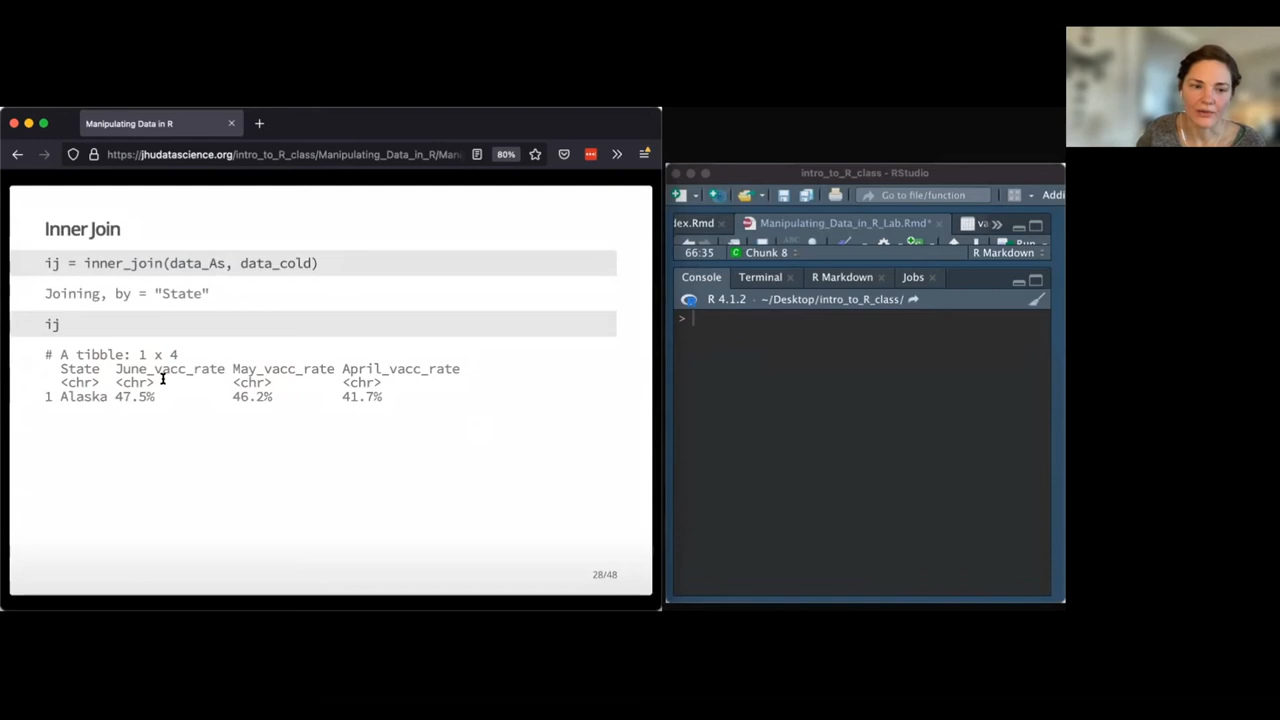 Manipulating Data in R
https://jhudatascience.org/intro_to_R_class/Manipulating_Data_in_R/Man
80%
Inner Join
ij = inner_join(data_As, data_cold)
Joining, by = "State"
ij
# A tibble: 1 x 4
State June_vacc_rate May_vacc_rate April_vacc_rate
<chr> <chr> <chr> <chr>
1 Alaska 47.5% 46.2% 41.7%
28/48
intro_to_R_class - RStudio
Go to file/function
Addi
dex.Rmd
Manipulating_Data_in_R_Lab.Rmd*
va
66:35
Chunk 8
R Markdown
Console
Terminal
R Markdown
Jobs
R 4.1.2 · ~/Desktop/intro_to_R_class/
>